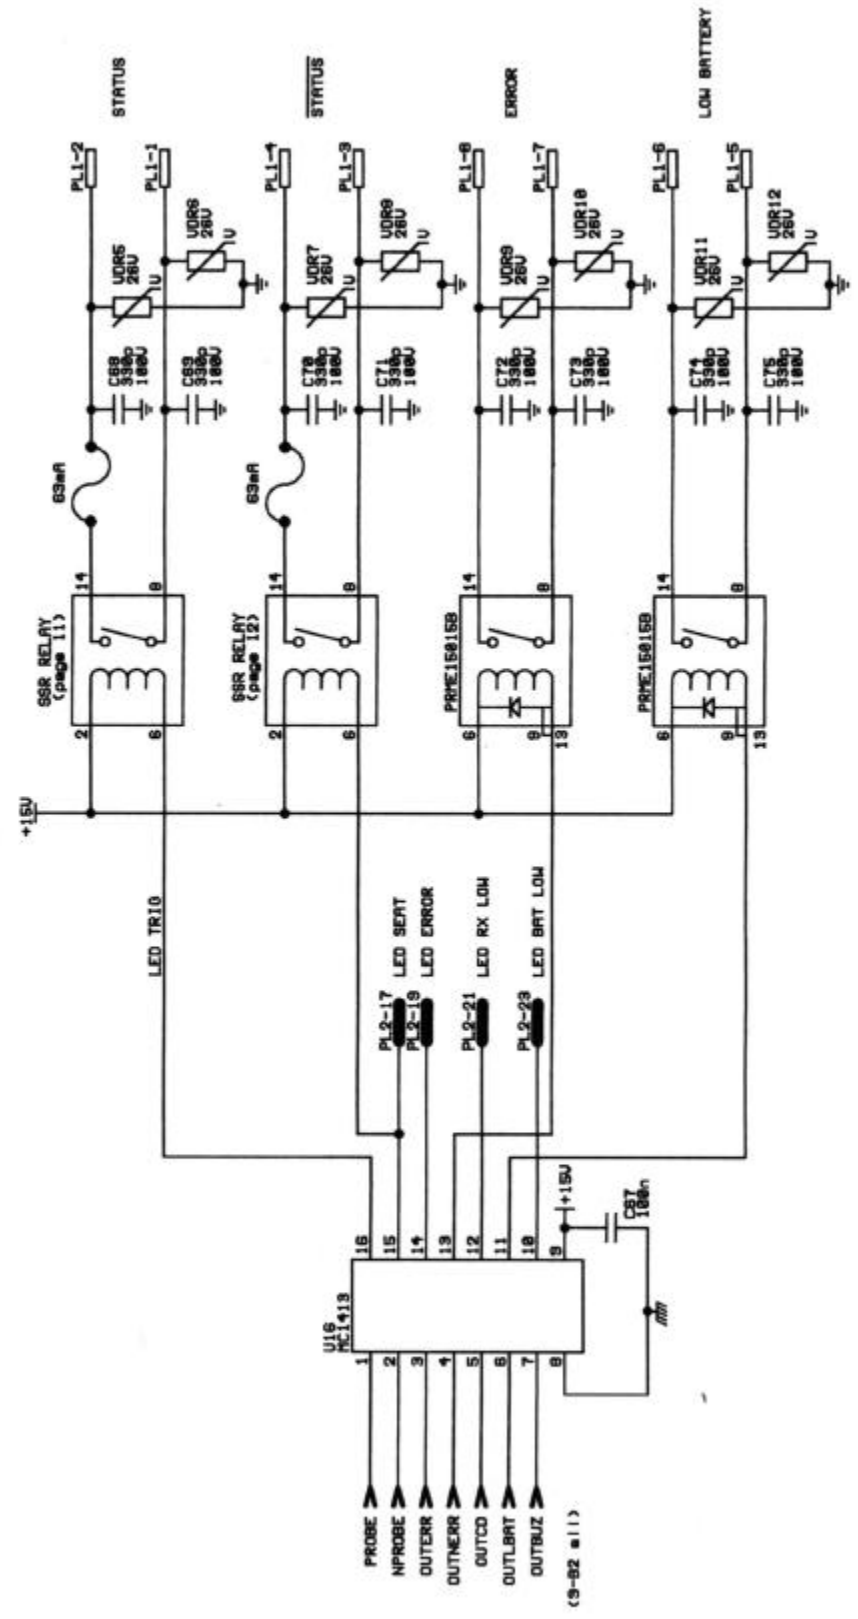 STATUS
STATUS
ERROR
LOW BATTERY
PL1-2
PL1-1
PL1-4
PL1-3
PL1-8
PL1-7
PL1-6
PL1-5
VDR5
26V
U
VDR6
26V
U
VDR7
26V
U
VDR8
26V
U
VDR9
26V
U
VDR10
26V
U
VDR11
26V
U
VDR12
26V
U
C68
330p
100V
C69
330p
100V
C70
330p
100V
C71
330p
100V
C72
330p
100V
C73
330p
100V
C74
330p
100V
C75
330p
100V
63mA
63mA
14
8
14
8
14
8
14
8
SSR RELAY
(page 11)
SSR RELAY
(page 12)
PRME15015B
PRME15015B
2
6
2
6
6
9
13
6
9
13
+15V
LED TRIG
PL2-17
LED SEAT
PL2-19
LED ERROR
PL2-21
LED RX LOW
PL2-23
LED BAT LOW
+15V
C67
100n
16
15
14
13
12
11
10
9
U16
MC1413
1
2
3
4
5
6
7
8
PROBE
NPROBE
OUTERR
OUTNERR
OUTCD
OUTLBAT
OUTBUZ
(3-B2 all)